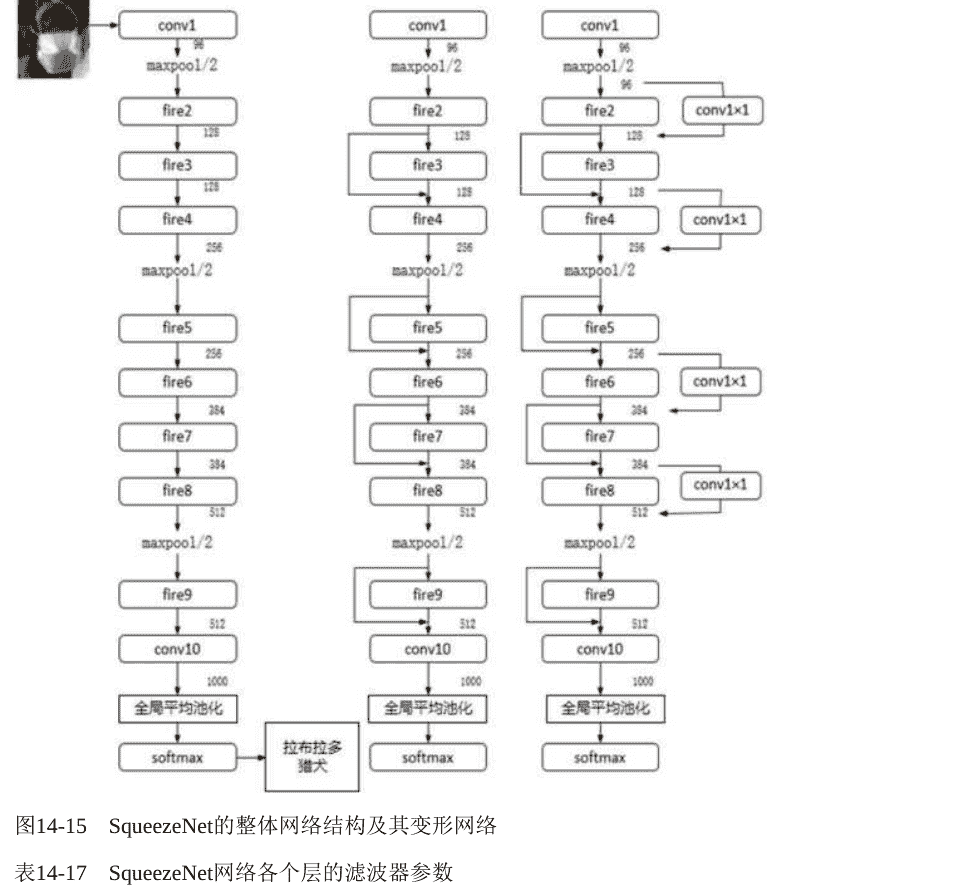 conv1
96
maxpool/2
fire2
128
fire3
128
fire4
256
maxpool/2
fire5
256
fire6
384
fire7
384
fire8
512
maxpool/2
fire9
512
conv10
1000
全局平均池化
softmax
拉布拉多
猎犬
conv1
96
maxpool/2
fire2
128
fire3
128
fire4
256
maxpool/2
fire5
256
fire6
384
fire7
384
fire8
512
maxpool/2
fire9
512
conv10
1000
全局平均池化
softmax
conv1
96
maxpool/2
96
conv1×1
fire2
128
fire3
128
conv1×1
fire4
256
maxpool/2
fire5
256
conv1×1
fire6
384
fire7
384
conv1×1
fire8
512
maxpool/2
fire9
512
conv10
1000
全局平均池化
softmax
图14-15 SqueezeNet的整体网络结构及其变形网络
表14-17 SqueezeNet网络各个层的滤波器参数